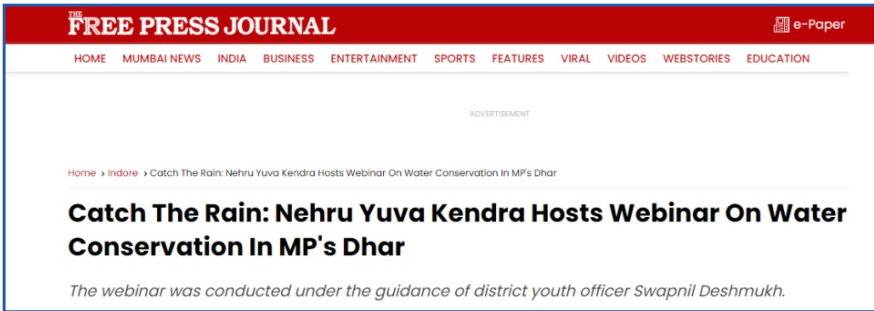 THE
FREE PRESS JOURNAL
e-Paper
HOME MUMBAI NEWS INDIA BUSINESS ENTERTAINMENT SPORTS FEATURES VIRAL VIDEOS WEBSTORIES EDUCATION
ADVERTISEMENT
Home > Indore > Catch The Rain: Nehru Yuva Kendra Hosts Webinar On Water Conservation In MP's Dhar
Catch The Rain: Nehru Yuva Kendra Hosts Webinar On Water
Conservation In MP's Dhar
The webinar was conducted under the guidance of district youth officer Swapnil Deshmukh.